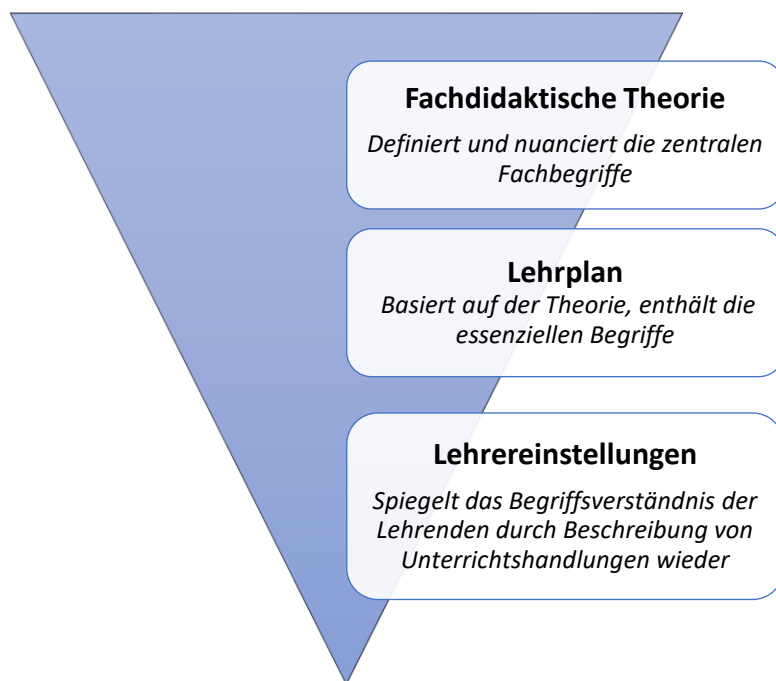 Fachdidaktische Theorie
Definiert und nuanciert die zentralen
Fachbegriffe
Lehrplan
Basiert auf der Theorie, enthält die
essenziellen Begriffe
Lehrereinstellungen
Spiegelt das Begriffsverständnis der
Lehrenden durch Beschreibung von
Unterrichtshandlungen wieder